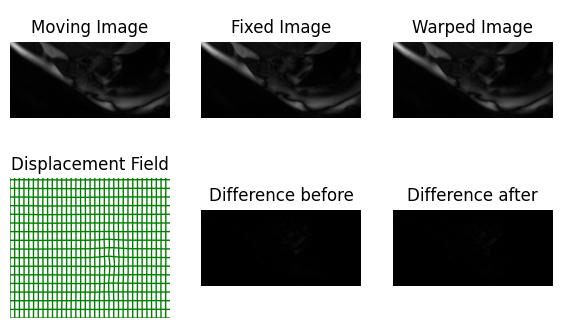 Moving Image
Fixed Image
Warped Image
Displacement Field
Difference before
Difference after